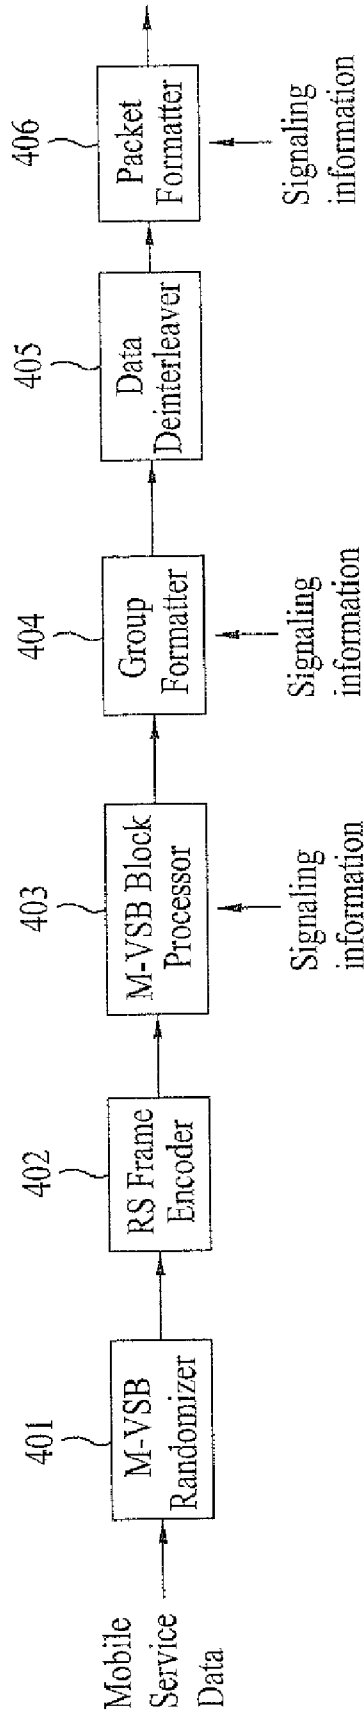 Mobile
Service
Data
401
M-VSB
Randomizer
402
RS Frame
Encoder
403
M-VSB Block
Processor
Signaling
information
404
Group
Formatter
Signaling
information
405
Data
Deinterleaver
406
Packet
Formatter
Signaling
information